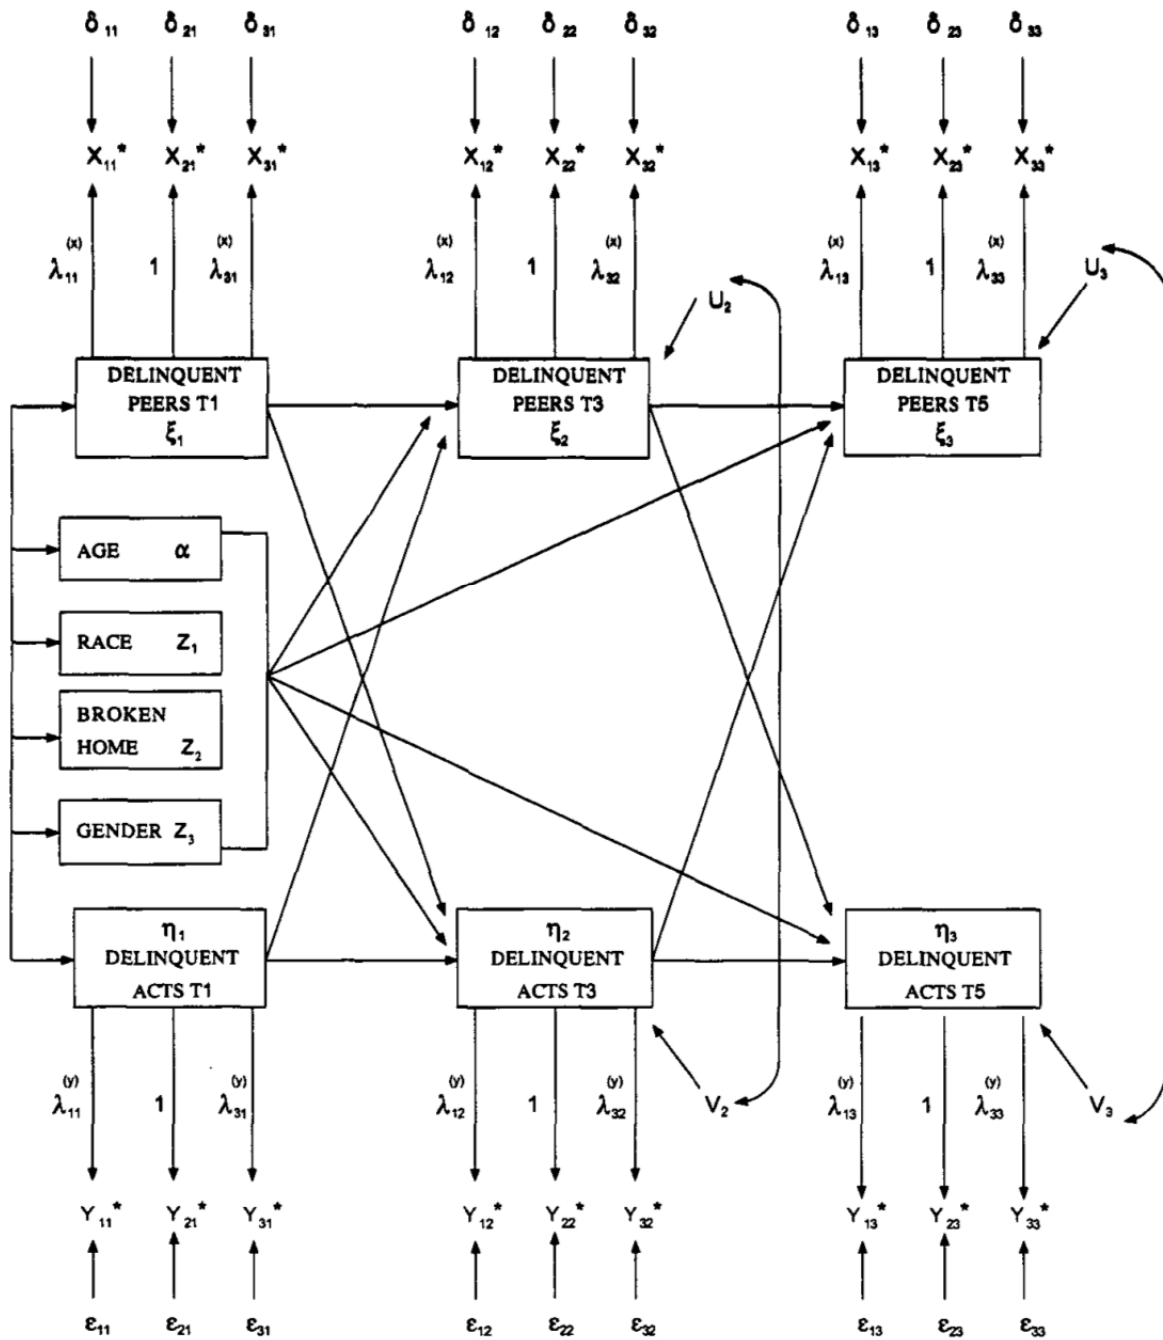 δ₁₁ δ₂₁ δ₃₁ δ₁₂ δ₂₂ δ₃₂ δ₁₃ δ₂₃ δ₃₃
X₁₁* X₂₁* X₃₁* X₁₂* X₂₂* X₃₂* X₁₃* X₂₃* X₃₃*
λ₁₁⁽ˣ⁾ 1 λ₃₁⁽ˣ⁾ λ₁₂⁽ˣ⁾ 1 λ₃₂⁽ˣ⁾ U₂ λ₁₃⁽ˣ⁾ 1 λ₃₃⁽ˣ⁾ U₃
DELINQUENT
PEERS T1
ξ₁
DELINQUENT
PEERS T3
ξ₂
DELINQUENT
PEERS T5
ξ₃
AGE α
RACE Z₁
BROKEN
HOME Z₂
GENDER Z₃
η₁
DELINQUENT
ACTS T1
η₂
DELINQUENT
ACTS T3
η₃
DELINQUENT
ACTS T5
λ₁₁⁽ʸ⁾ 1 λ₃₁⁽ʸ⁾ λ₁₂⁽ʸ⁾ 1 λ₃₂⁽ʸ⁾ V₂ λ₁₃⁽ʸ⁾ 1 λ₃₃⁽ʸ⁾ V₃
Y₁₁* Y₂₁* Y₃₁* Y₁₂* Y₂₂* Y₃₂* Y₁₃* Y₂₃* Y₃₃*
ε₁₁ ε₂₁ ε₃₁ ε₁₂ ε₂₂ ε₃₂ ε₁₃ ε₂₃ ε₃₃